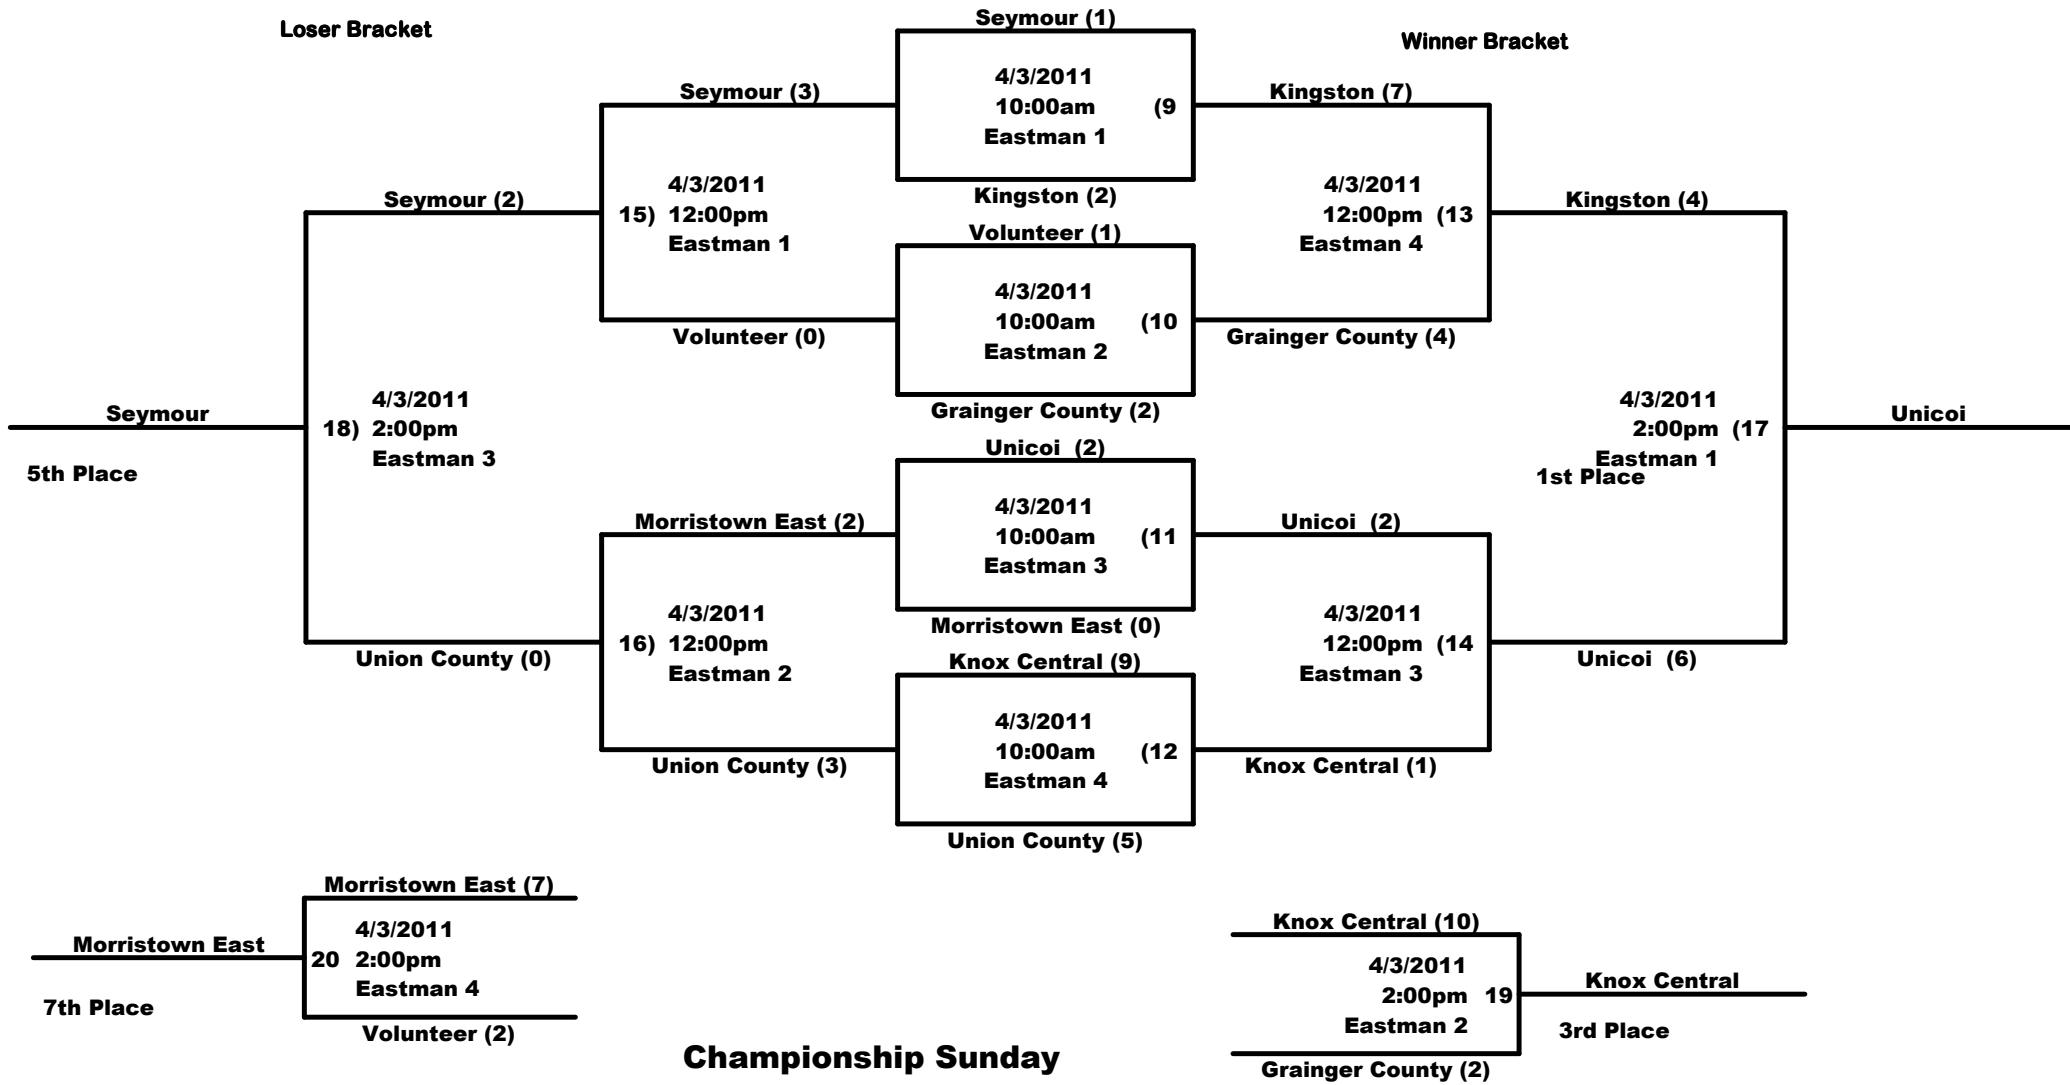 Loser Bracket
Winner Bracket
Seymour (1)
4/3/2011
10:00am (9
Eastman 1
Kingston (2)
Volunteer (1)
4/3/2011
10:00am (10
Eastman 2
Grainger County (2)
Unicoi (2)
4/3/2011
10:00am (11
Eastman 3
Morristown East (0)
Knox Central (9)
4/3/2011
10:00am (12
Eastman 4
Union County (5)
Seymour (3)
4/3/2011
15) 12:00pm
Eastman 1
Volunteer (0)
Morristown East (2)
4/3/2011
16) 12:00pm
Eastman 2
Union County (3)
Seymour (2)
4/3/2011
18) 2:00pm
Eastman 3
Union County (0)
Seymour
5th Place
Kingston (7)
4/3/2011
12:00pm (13
Eastman 4
Grainger County (4)
Unicoi (2)
4/3/2011
12:00pm (14
Eastman 3
Knox Central (1)
Kingston (4)
4/3/2011
2:00pm (17
Eastman 1
1st Place
Unicoi (6)
Unicoi
Morristown East (7)
4/3/2011
20 2:00pm
Eastman 4
Volunteer (2)
Morristown East
7th Place
Knox Central (10)
4/3/2011
2:00pm 19
Eastman 2
Grainger County (2)
Knox Central
3rd Place
Championship Sunday